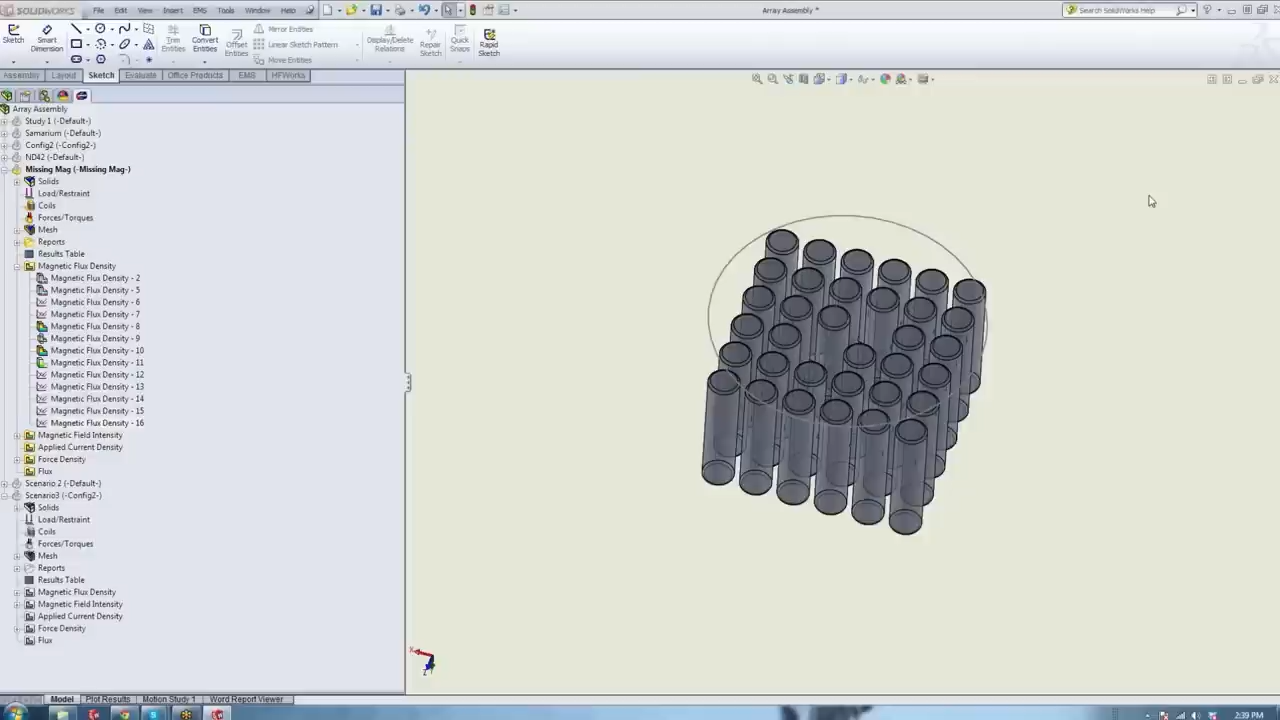 SOLIDWORKS File Edit View Insert EMS Tools Window Help Array Assembly * Search SolidWorks Help
Sketch
Smart
Dimension
Trim
Entities
Convert
Entities
Offset
Entities
Mirror Entities
Linear Sketch Pattern
Move Entities
Display/Delete
Relations
Repair
Sketch
Quick
Snaps
Rapid
Sketch
Assembly Layout Sketch Evaluate Office Products EMS HFWorks
Array Assembly
Study 1 (-Default-)
Samarium (-Default-)
Config2 (-Config2-)
ND42 (-Default-)
Missing Mag (-Missing Mag-)
Solids
Load/Restraint
Coils
Forces/Torques
Mesh
Reports
Results Table
Magnetic Flux Density
Magnetic Flux Density - 2
Magnetic Flux Density - 5
Magnetic Flux Density - 6
Magnetic Flux Density - 7
Magnetic Flux Density - 8
Magnetic Flux Density - 9
Magnetic Flux Density - 10
Magnetic Flux Density - 11
Magnetic Flux Density - 12
Magnetic Flux Density - 13
Magnetic Flux Density - 14
Magnetic Flux Density - 15
Magnetic Flux Density - 16
Magnetic Field Intensity
Applied Current Density
Force Density
Flux
Scenario 2 (-Default-)
Scenario3 (-Config2-)
Solids
Load/Restraint
Coils
Forces/Torques
Mesh
Reports
Results Table
Magnetic Flux Density
Magnetic Field Intensity
Applied Current Density
Force Density
Flux
X
Z
Model Plot Results Motion Study 1 Word Report Viewer
2:39 PM